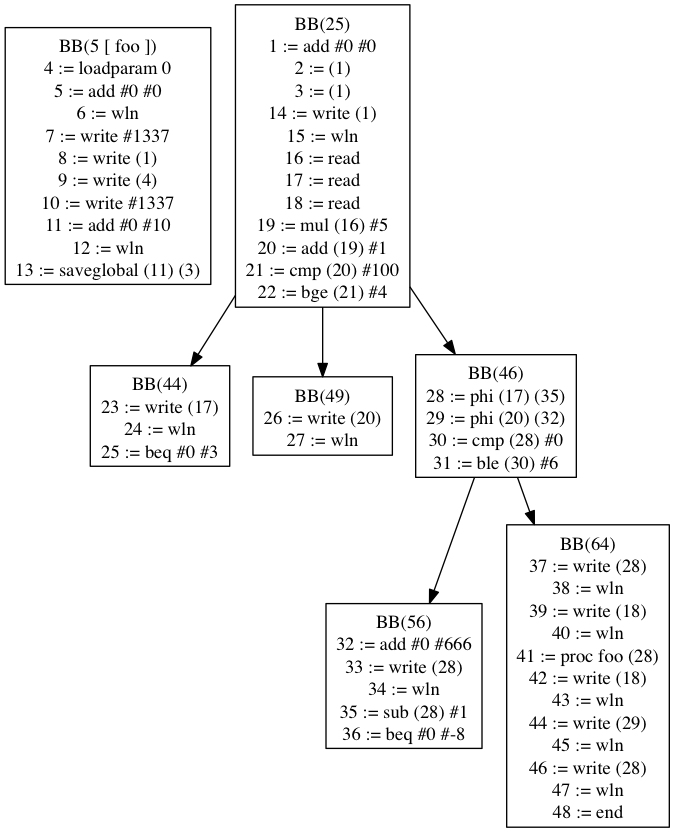 BB(5 [ foo ])
4 := loadparam 0
5 := add #0 #0
6 := wln
7 := write #1337
8 := write (1)
9 := write (4)
10 := write #1337
11 := add #0 #10
12 := wln
13 := saveglobal (11) (3)
BB(25)
1 := add #0 #0
2 := (1)
3 := (1)
14 := write (1)
15 := wln
16 := read
17 := read
18 := read
19 := mul (16) #5
20 := add (19) #1
21 := cmp (20) #100
22 := bge (21) #4
BB(44)
23 := write (17)
24 := wln
25 := beq #0 #3
BB(49)
26 := write (20)
27 := wln
BB(46)
28 := phi (17) (35)
29 := phi (20) (32)
30 := cmp (28) #0
31 := ble (30) #6
BB(56)
32 := add #0 #666
33 := write (28)
34 := wln
35 := sub (28) #1
36 := beq #0 #-8
BB(64)
37 := write (28)
38 := wln
39 := write (18)
40 := wln
41 := proc foo (28)
42 := write (18)
43 := wln
44 := write (29)
45 := wln
46 := write (28)
47 := wln
48 := end